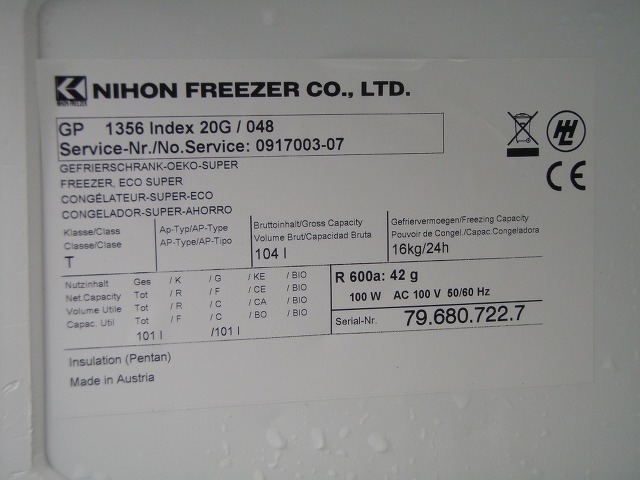 NIHON FREEZER CO., LTD.
GP 1356 Index 20G / 048
Service-Nr./No.Service: 0917003-07
GEFRIERSCHRANK-OEKO-SUPER
FREEZER, ECO SUPER
CONGÉLATEUR-SUPER-ECO
CONGELADOR-SUPER-AHORRO
Klasse/Class
Classe/Clase
T
Ap-Typ/AP-Type
AP-Type/AP-Tipo
Bruttoinhalt/Gross Capacity
Volume Brut/Capacidad Bruta
104 l
Gefriervermoegen/Freezing Capacity
Pouvoir de Congel./Capac.Congeladora
16kg/24h
Nutzinhalt Ges / K / G / KE / BIO
Net.Capacity Tot / R / F / CE / BIO
Volume Utile Tot / R / C / CA / BIO
Capac. Util Tot / F / C / BO / BIO
101 l /101 l
R 600a: 42 g
100 W AC 100 V 50/60 Hz
Serial-Nr. 79.680.722.7
Insulation (Pentan)
Made in Austria
HL
CE